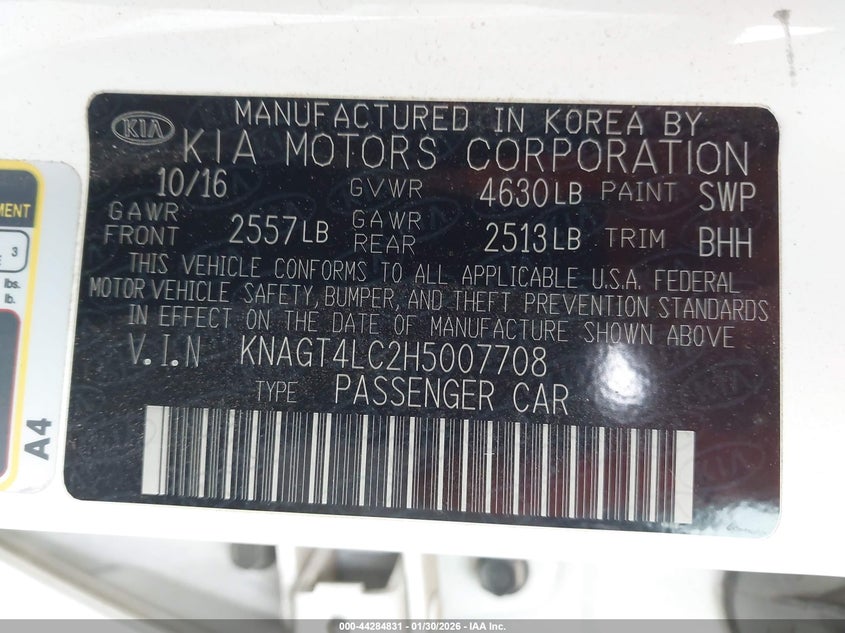 KIA
MANUFACTURED IN KOREA BY
KIA MOTORS CORPORATION
10/16 GVWR 4630LB PAINT SWP
GAWR FRONT 2557LB GAWR REAR 2513LB TRIM BHH
THIS VEHICLE CONFORMS TO ALL APPLICABLE U.S.A. FEDERAL
MOTOR VEHICLE SAFETY, BUMPER, AND THEFT PREVENTION STANDARDS
IN EFFECT ON THE DATE OF MANUFACTURE SHOWN ABOVE
V.I.N KNAGT4LC2H5007708
TYPE PASSENGER CAR
3
lbs.
lb.
A4
000-44284831 - 01/30/2026 - IAA Inc.